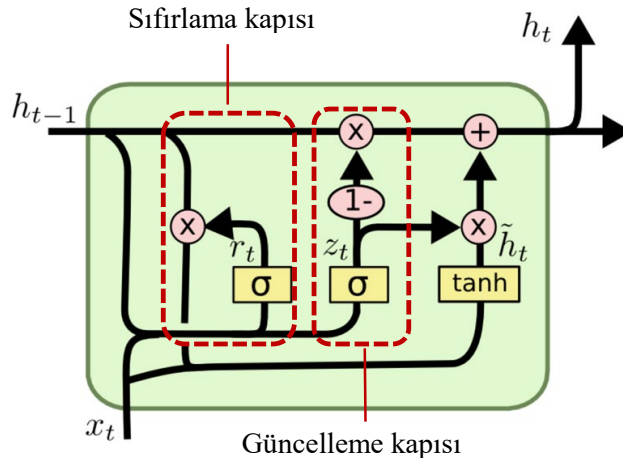 Sıfırlama kapısı
h_t
h_{t-1}
x
+
1-
x
r_t
z_t
x
h̃_t
σ
σ
tanh
x_t
Güncelleme kapısı